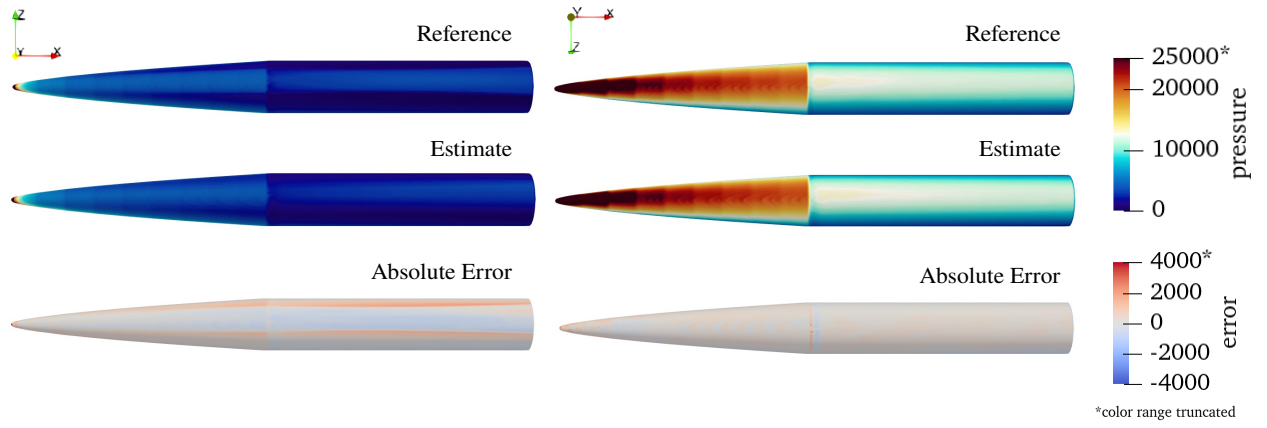 Z
Y X
Reference
Estimate
Absolute Error
Y X
Z
Reference
Estimate
Absolute Error
25000*
20000
10000
0
pressure
4000*
2000
0
-2000
-4000
error
*color range truncated